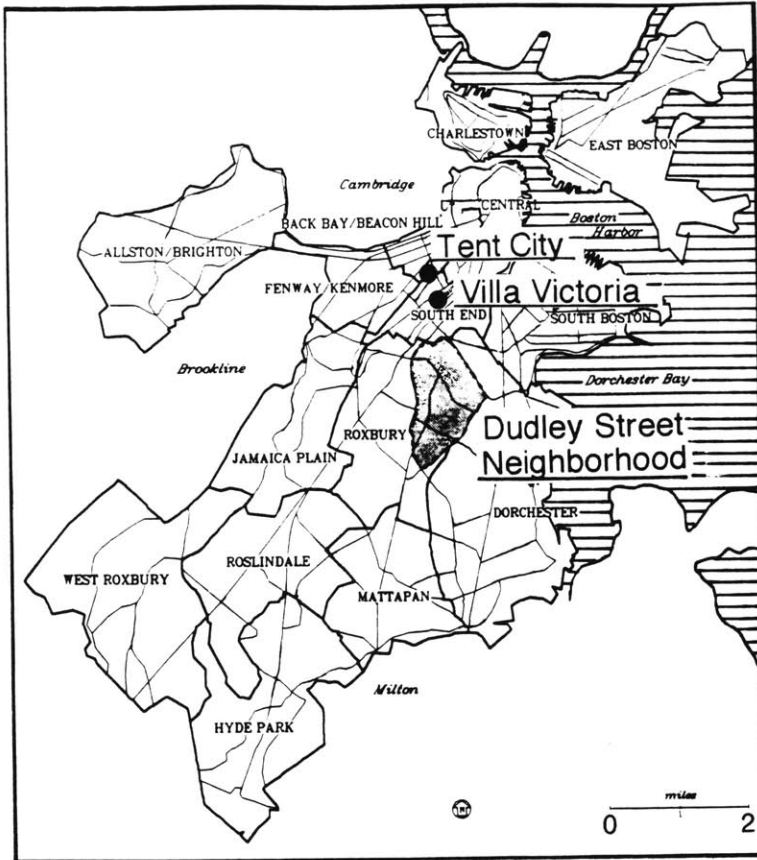 CHARLESTOWN
EAST BOSTON
Cambridge
CENTRAL
BACK BAY/BEACON HILL
Boston
Harbor
ALLSTON/BRIGHTON
Tent City
FENWAY KENMORE
Villa Victoria
SOUTH END
SOUTH BOSTON
Brookline
Dorchester Bay
ROXBURY
Dudley Street
Neighborhood
JAMAICA PLAIN
DORCHESTER
ROSLINDALE
WEST ROXBURY
MATTAPAN
Milton
HYDE PARK
miles
0 2